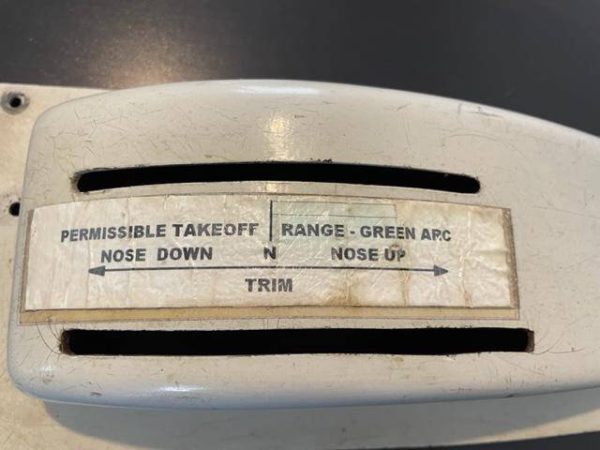 PERMISSIBLE TAKEOFF | RANGE - GREEN ARC
NOSE DOWN N NOSE UP
TRIM